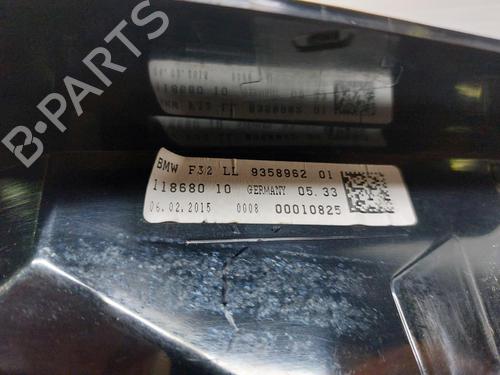 BMW F32 LL 9358962 01
118680 10 GERMANY 05.33
06.02.2015 0008 00010825
B-PARTS